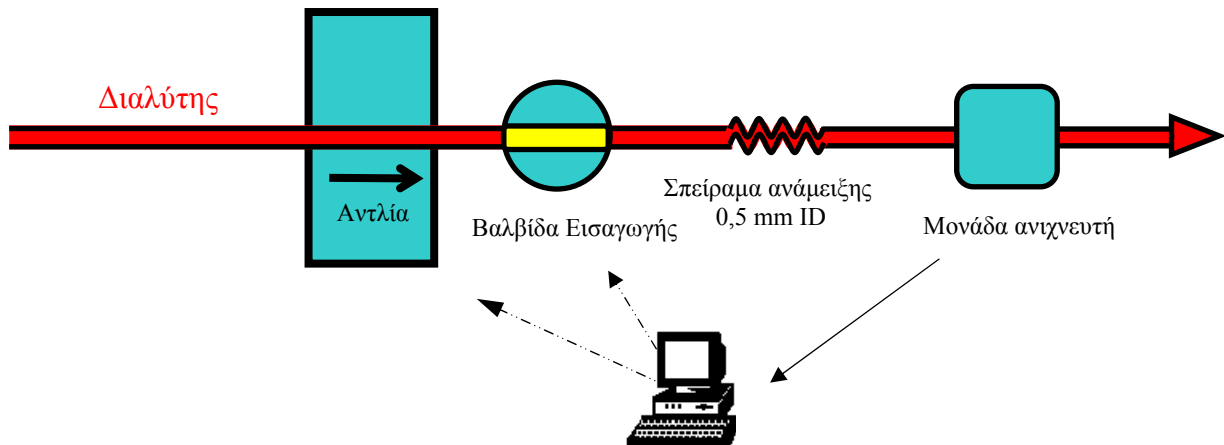 Διαλύτης
Αντλία
Βαλβίδα Εισαγωγής
Σπείραμα ανάμειξης
0,5 mm ID
Μονάδα ανιχνευτή